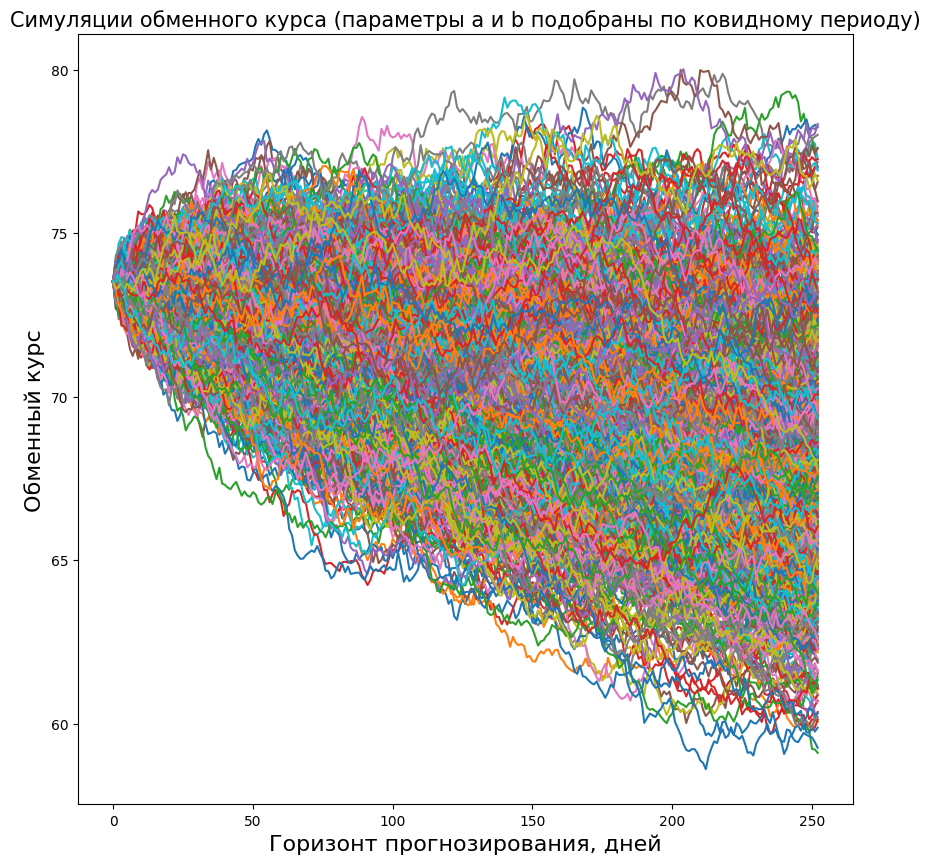 Симуляции обменного курса (параметры a и b подобраны по ковидному периоду)
80
75
70
65
60
Обменный курс
0 50 100 150 200 250
Горизонт прогнозирования, дней